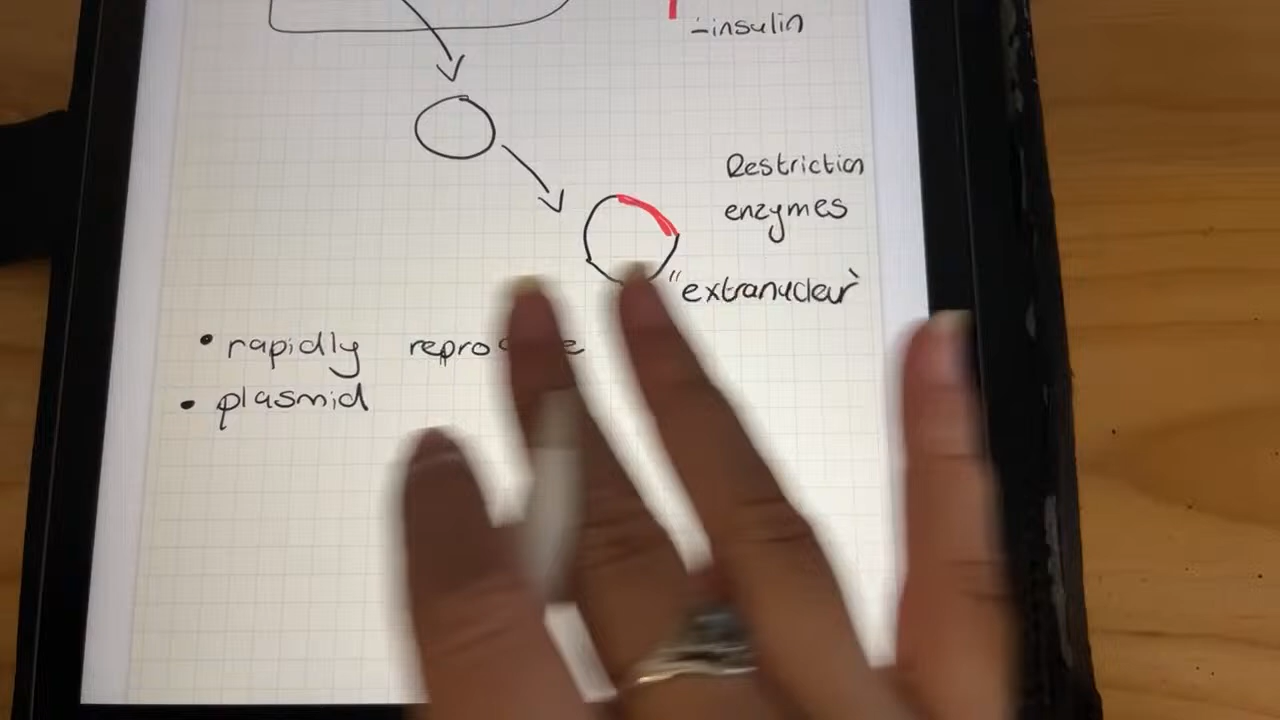 -insulin
Restriction
enzymes
"extranuclear"
• rapidly
• plasmid